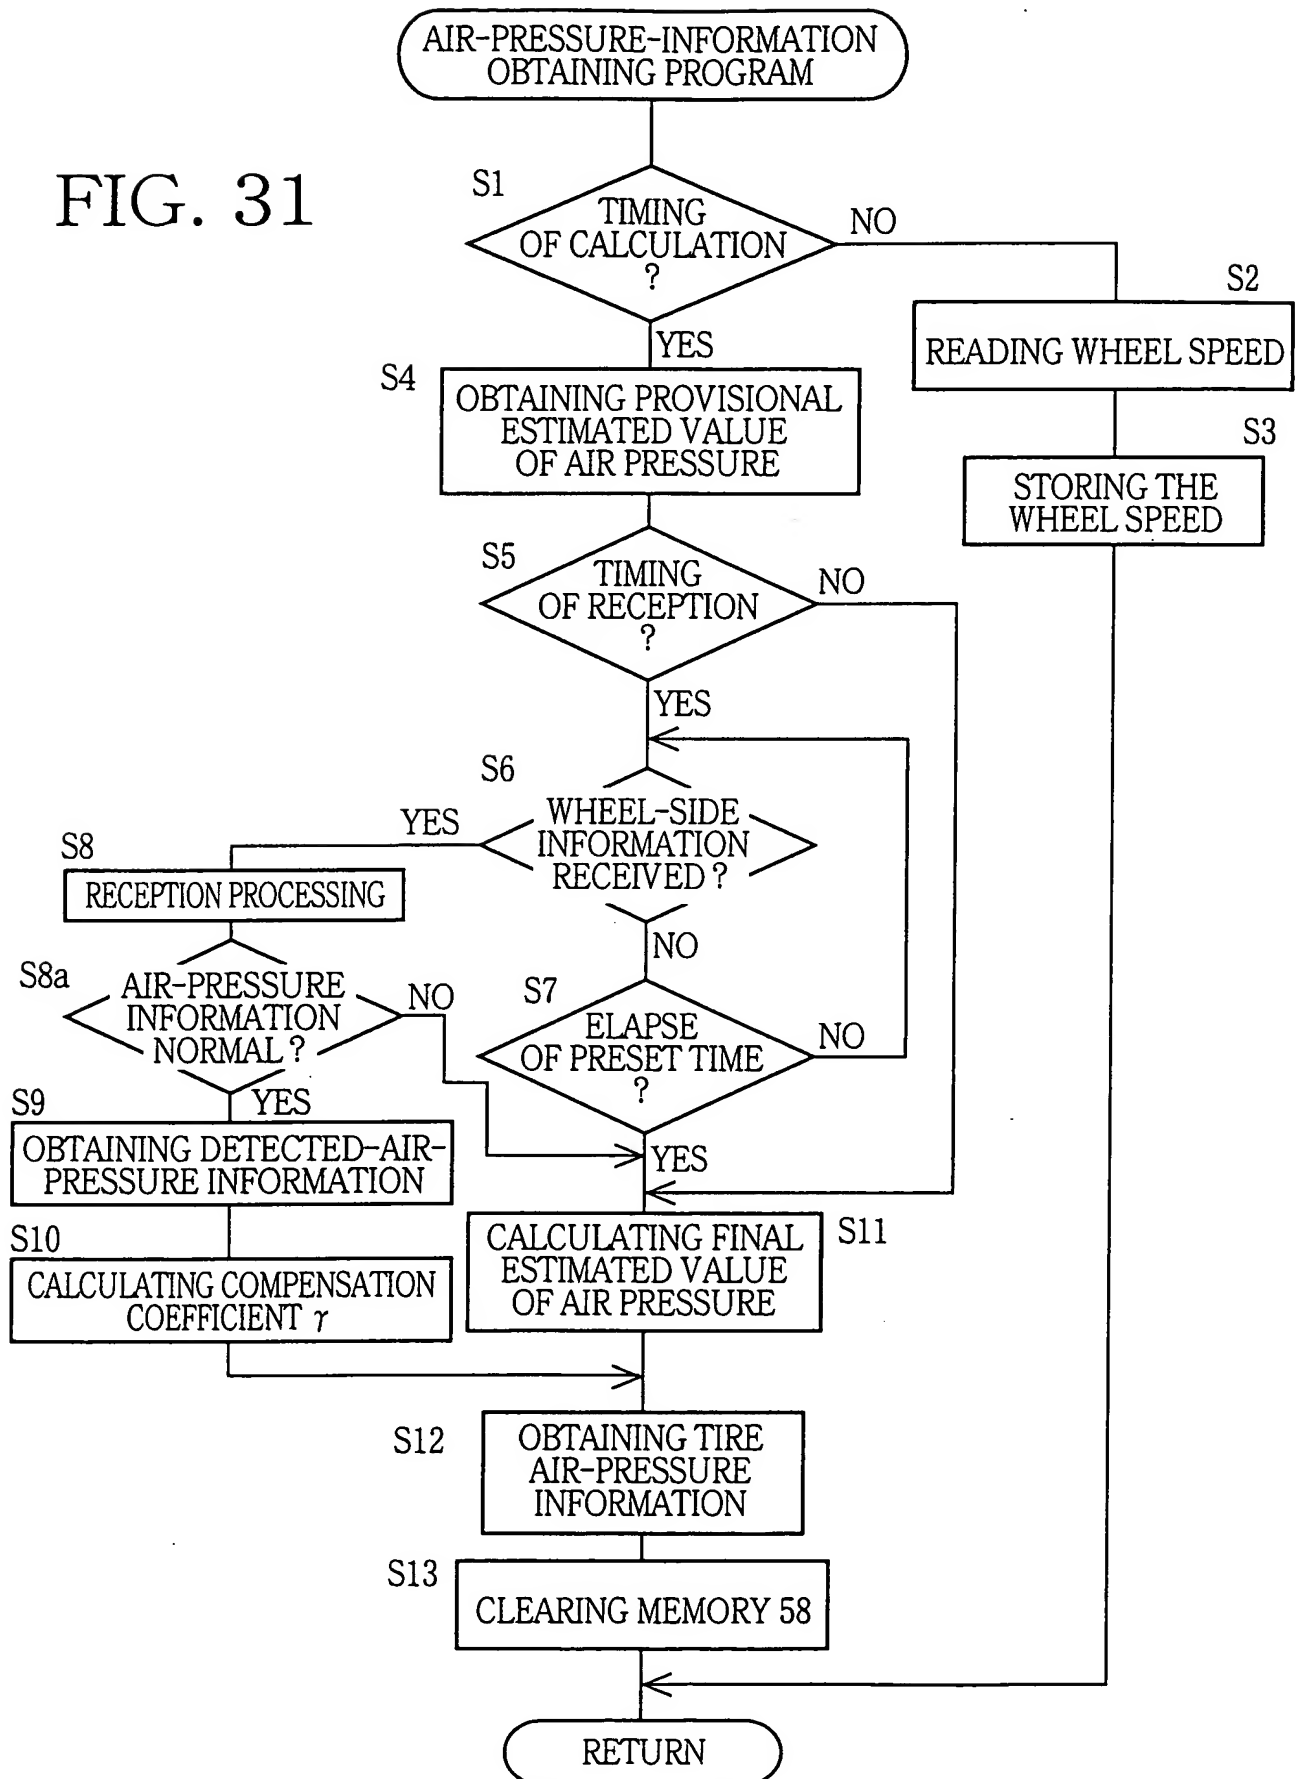 AIR-PRESSURE-INFORMATION
OBTAINING PROGRAM
FIG. 31
S1
TIMING
OF CALCULATION
?
NO
YES
S2
READING WHEEL SPEED
S3
STORING THE
WHEEL SPEED
S4
OBTAINING PROVISIONAL
ESTIMATED VALUE
OF AIR PRESSURE
S5
TIMING
OF RECEPTION
?
NO
YES
S6
WHEEL-SIDE
INFORMATION
RECEIVED ?
YES
NO
S8
RECEPTION PROCESSING
S8a
AIR-PRESSURE
INFORMATION
NORMAL ?
NO
YES
S7
ELAPSE
OF PRESET TIME
?
NO
YES
S9
OBTAINING DETECTED-AIR-
PRESSURE INFORMATION
S10
CALCULATING COMPENSATION
COEFFICIENT γ
S11
CALCULATING FINAL
ESTIMATED VALUE
OF AIR PRESSURE
S12
OBTAINING TIRE
AIR-PRESSURE
INFORMATION
S13
CLEARING MEMORY 58
RETURN